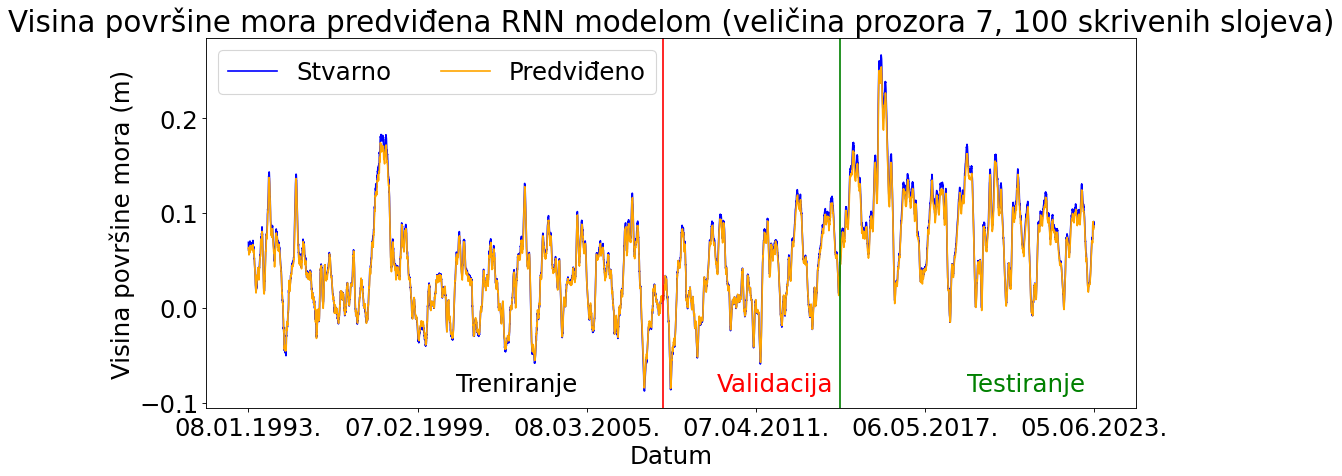 Visina površine mora predviđena RNN modelom (veličina prozora 7, 100 skrivenih slojeva)
Stvarno
Predviđeno
Visina površine mora (m)
0.2
0.1
0.0
−0.1
Treniranje
Validacija
Testiranje
08.01.1993.
07.02.1999.
08.03.2005.
07.04.2011.
06.05.2017.
05.06.2023.
Datum